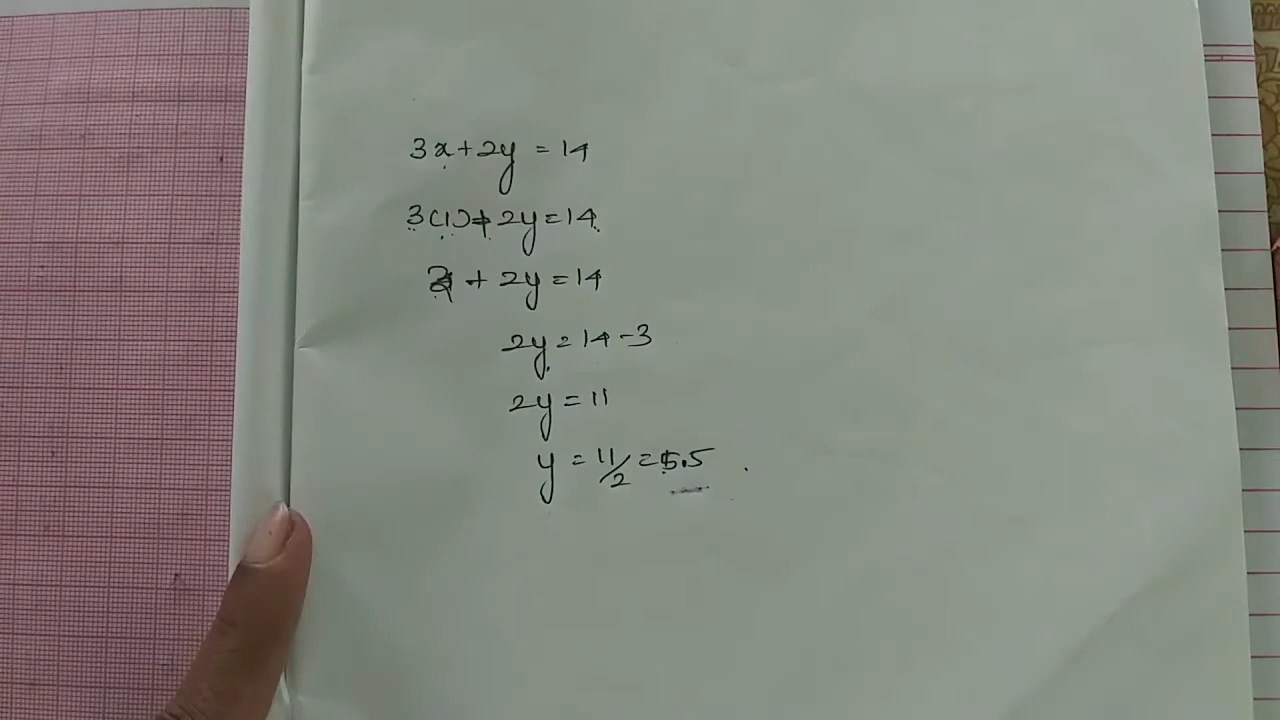 3x+2y = 14
3(1)+2y=14
3 + 2y=14
2y=14-3
2y=11
y = 11/2 = 5.5